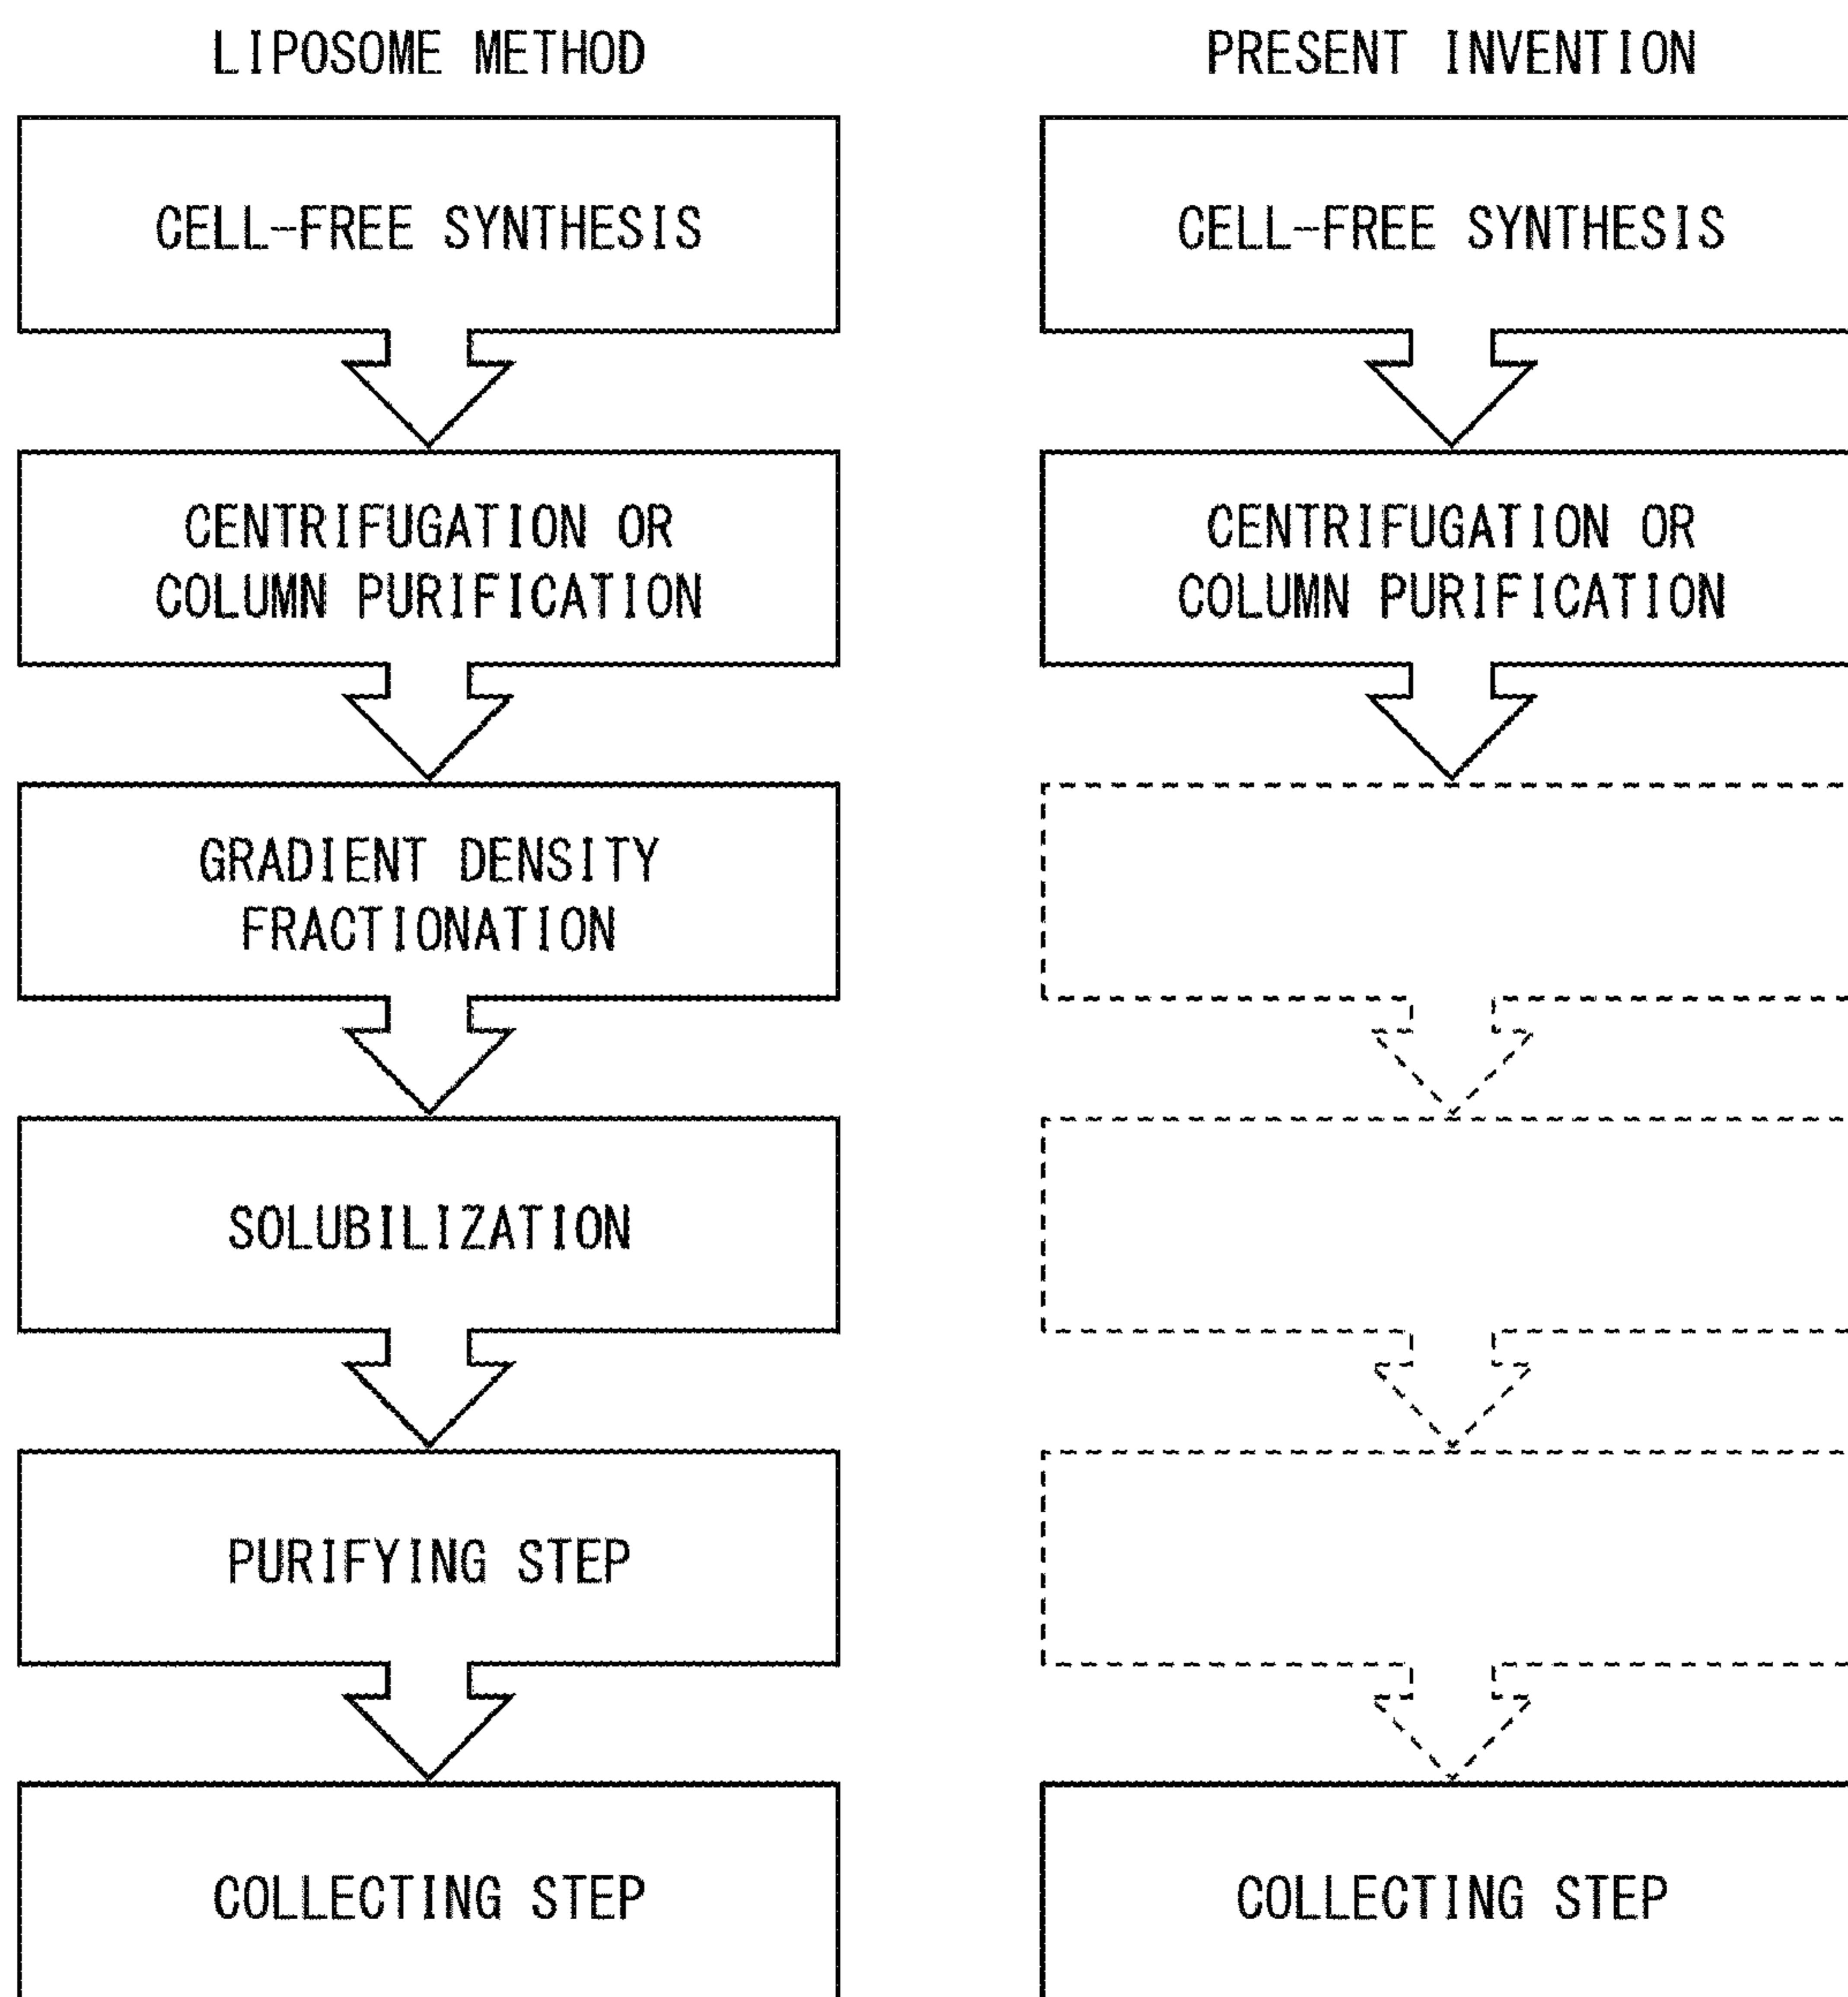 LIPOSOME METHOD
CELL-FREE SYNTHESIS
CENTRIFUGATION OR
COLUMN PURIFICATION
GRADIENT DENSITY
FRACTIONATION
SOLUBILIZATION
PURIFYING STEP
COLLECTING STEP
PRESENT INVENTION
CELL-FREE SYNTHESIS
CENTRIFUGATION OR
COLUMN PURIFICATION
COLLECTING STEP